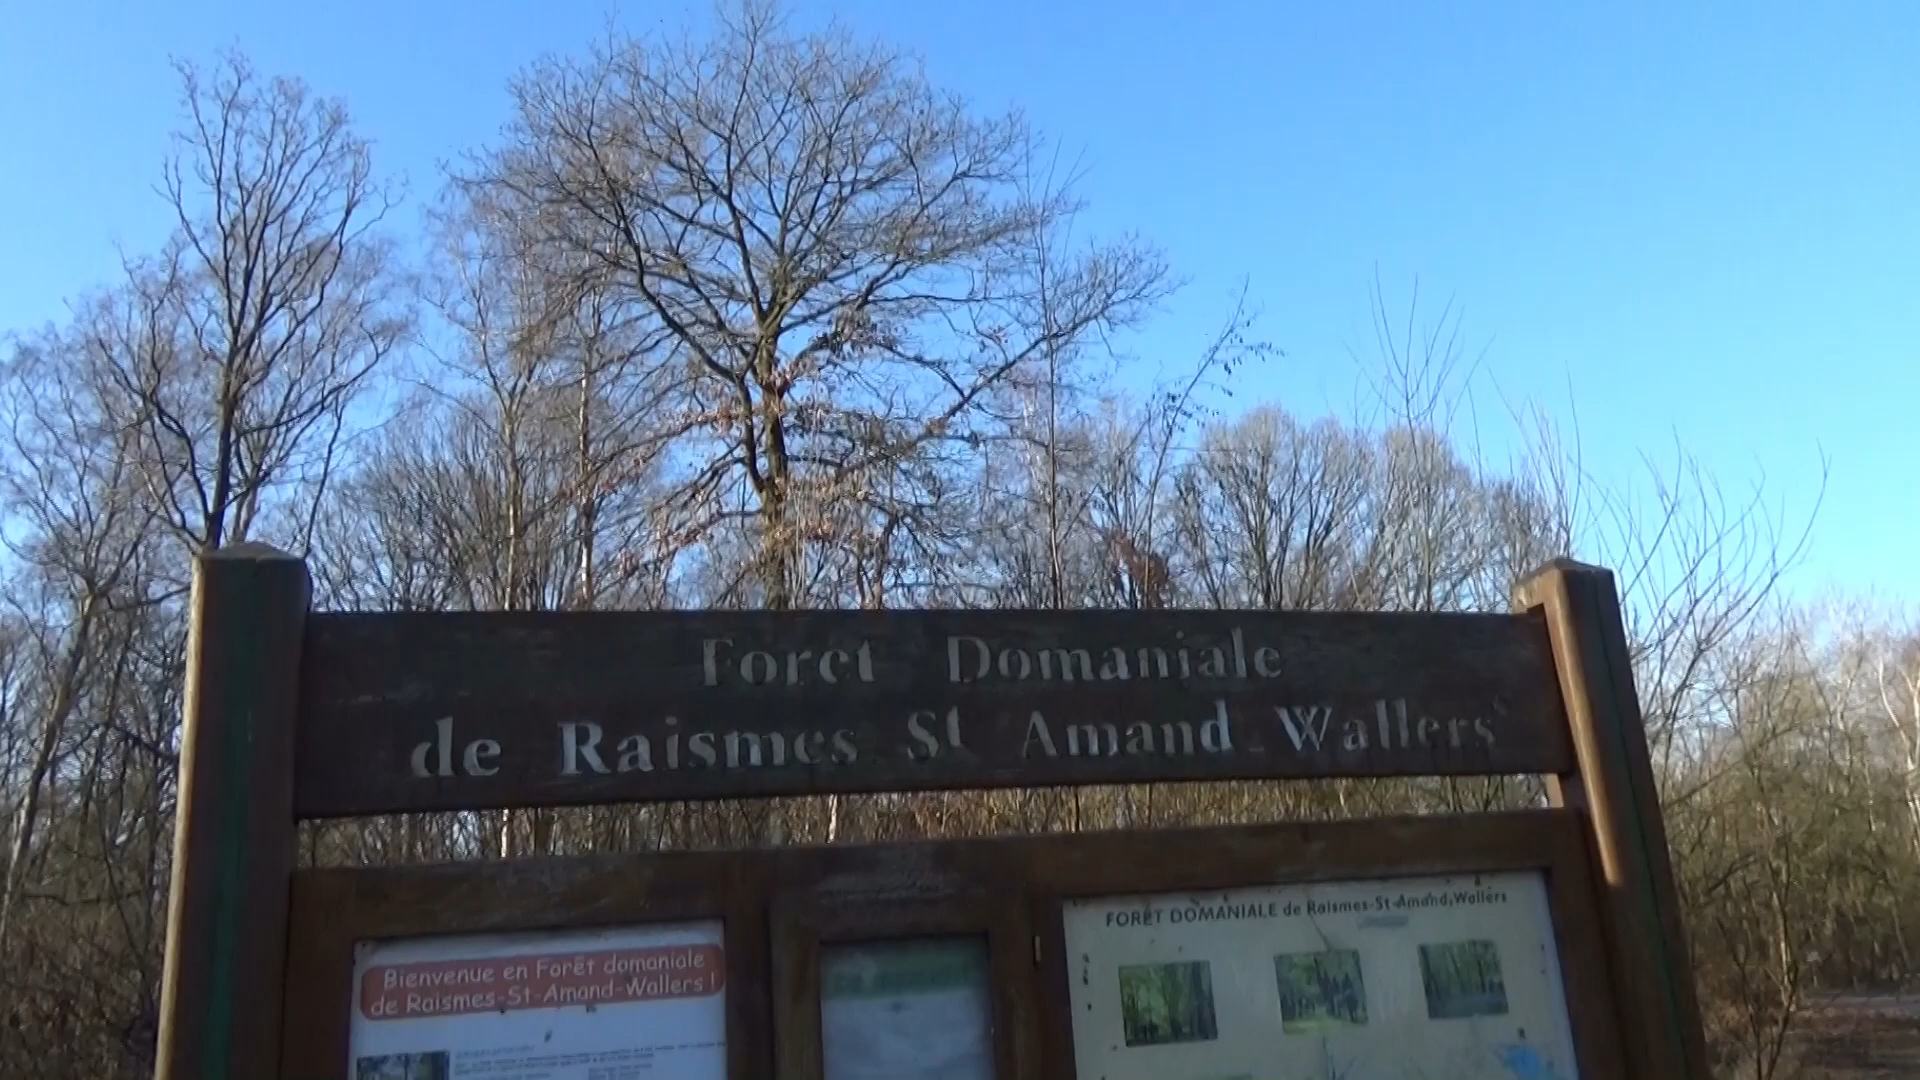 Foret Domaniale
de Raismes St Amand Wallers
Bienvenue en Forêt domaniale
de Raismes-St-Amand-Wallers !
FORÊT DOMANIALE de Raismes-St-Amand, Wallers